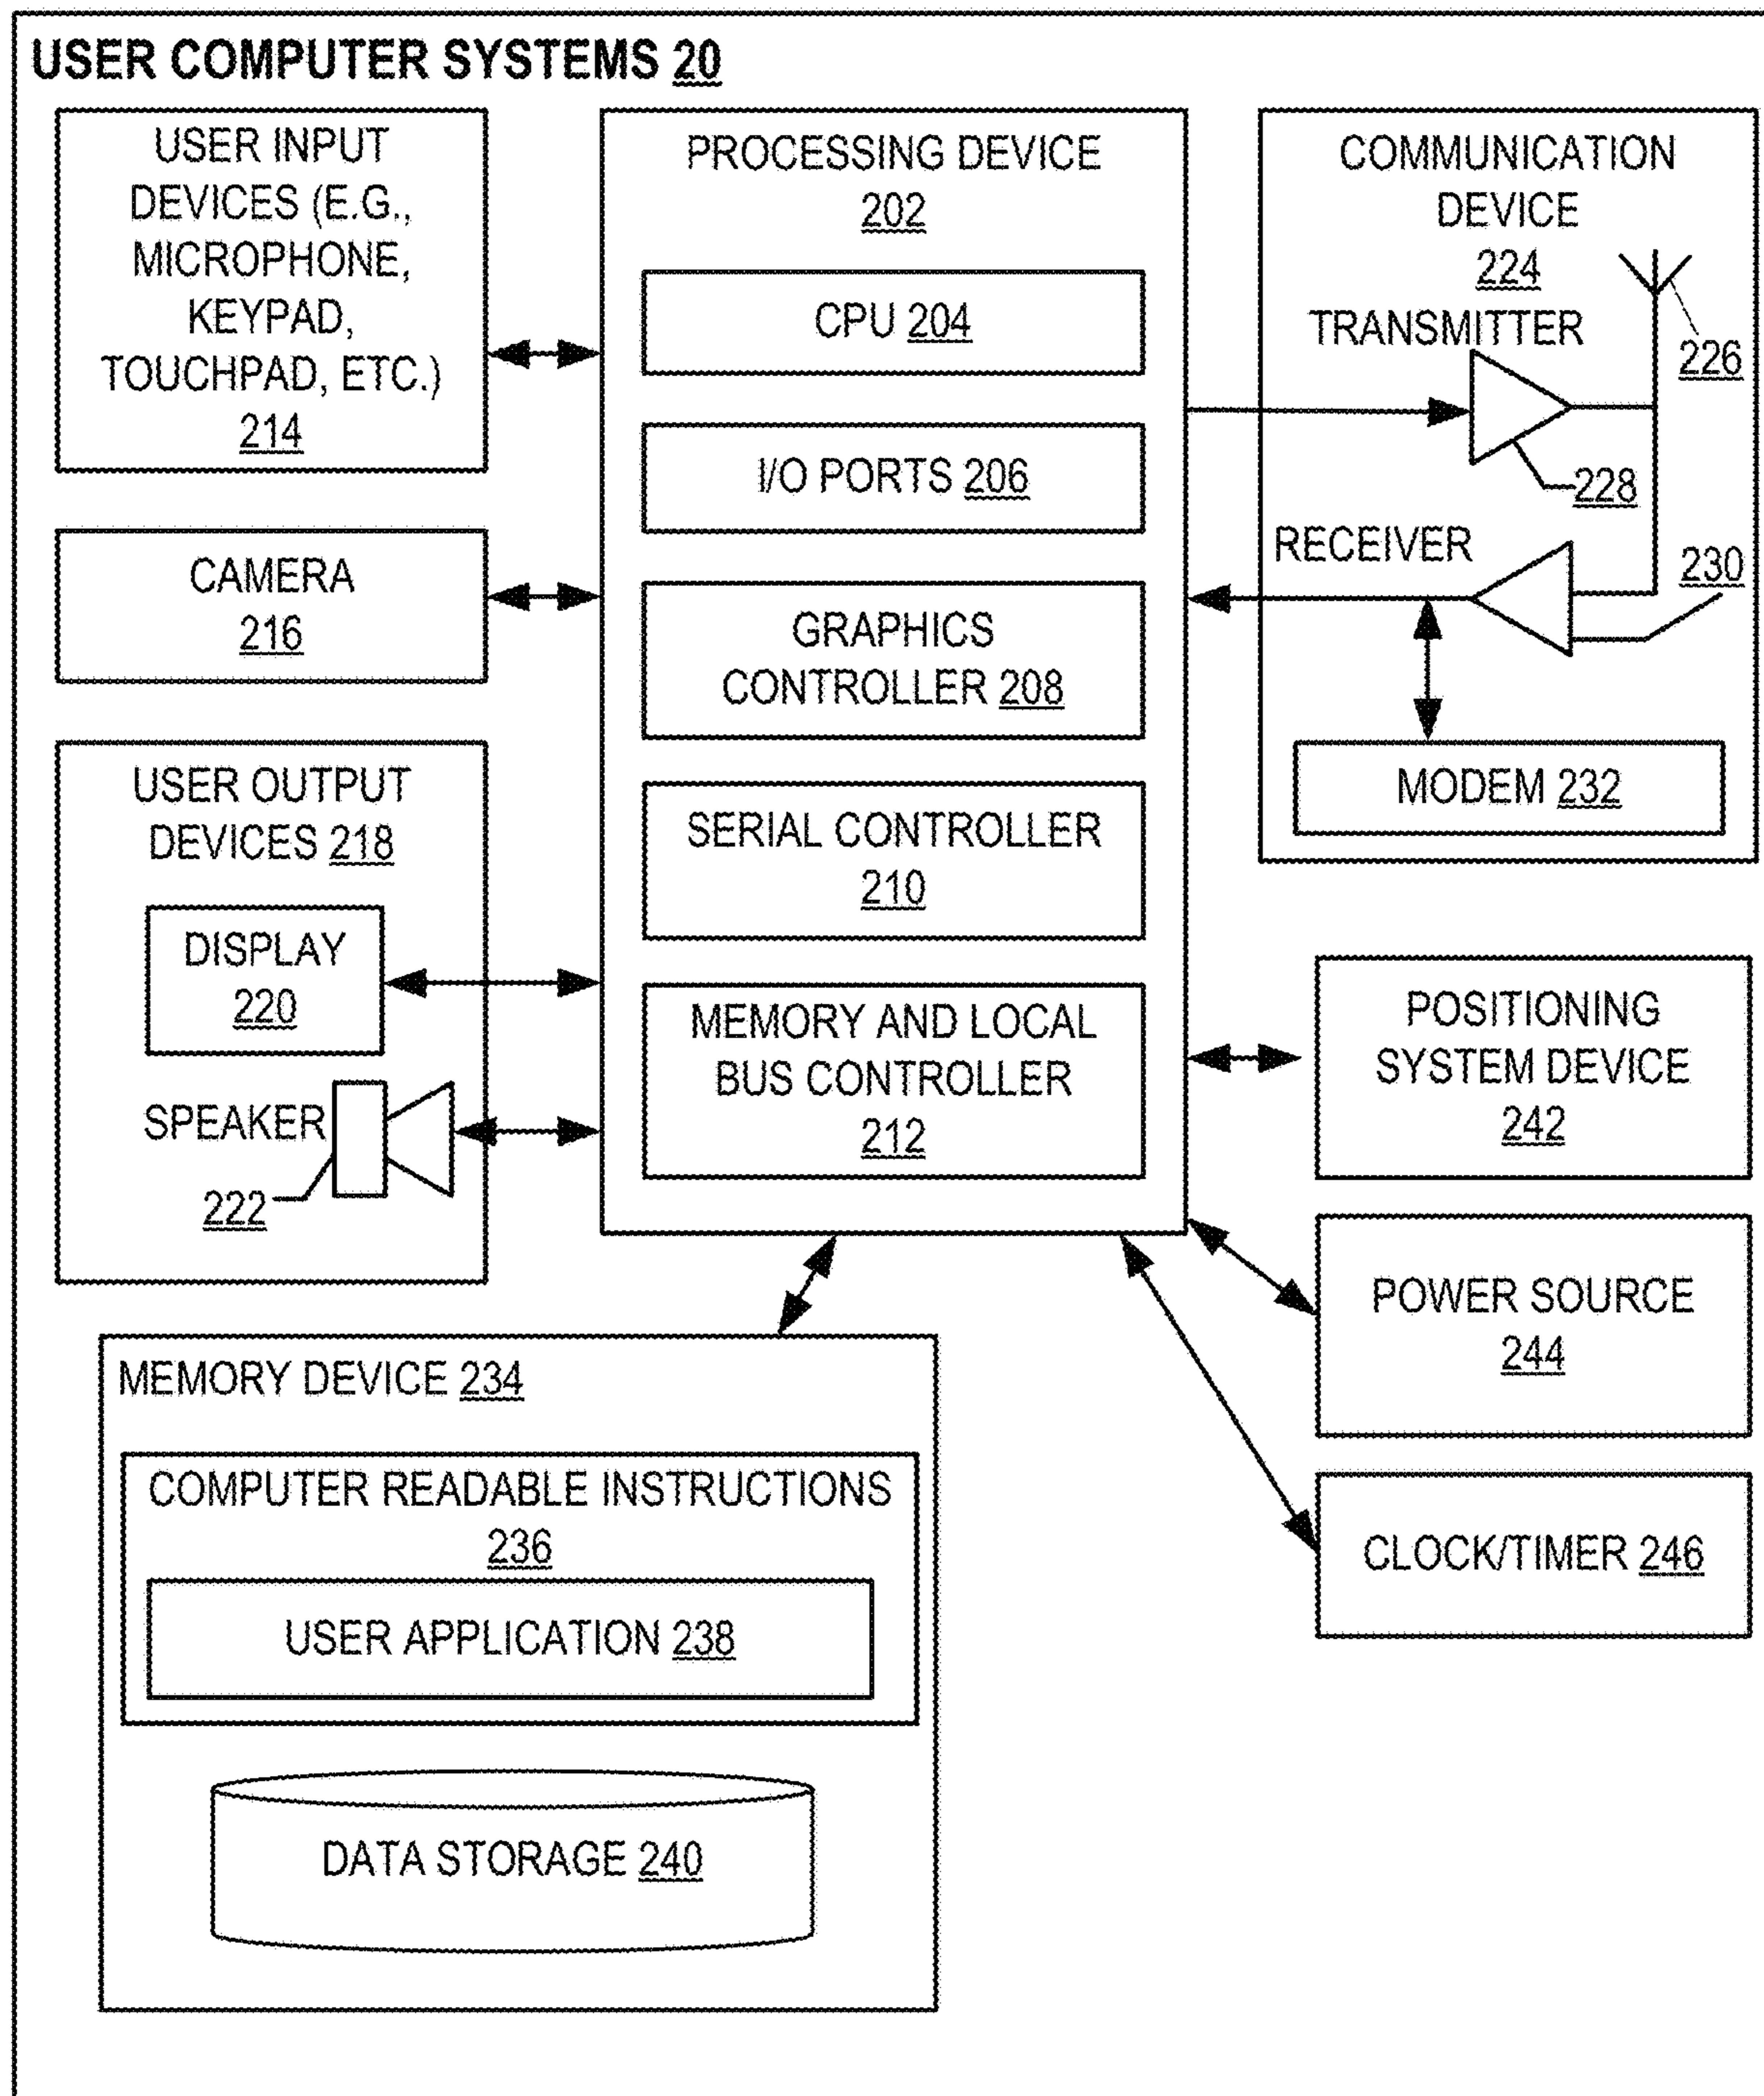 USER COMPUTER SYSTEMS 20
USER INPUT
DEVICES (E.G.,
MICROPHONE,
KEYPAD,
TOUCHPAD, ETC.)
214
CAMERA
216
USER OUTPUT
DEVICES 218
DISPLAY
220
SPEAKER
222
PROCESSING DEVICE
202
CPU 204
I/O PORTS 206
GRAPHICS
CONTROLLER 208
SERIAL CONTROLLER
210
MEMORY AND LOCAL
BUS CONTROLLER
212
COMMUNICATION
DEVICE
224
TRANSMITTER
226
228
RECEIVER
230
MODEM 232
POSITIONING
SYSTEM DEVICE
242
POWER SOURCE
244
CLOCK/TIMER 246
MEMORY DEVICE 234
COMPUTER READABLE INSTRUCTIONS
236
USER APPLICATION 238
DATA STORAGE 240